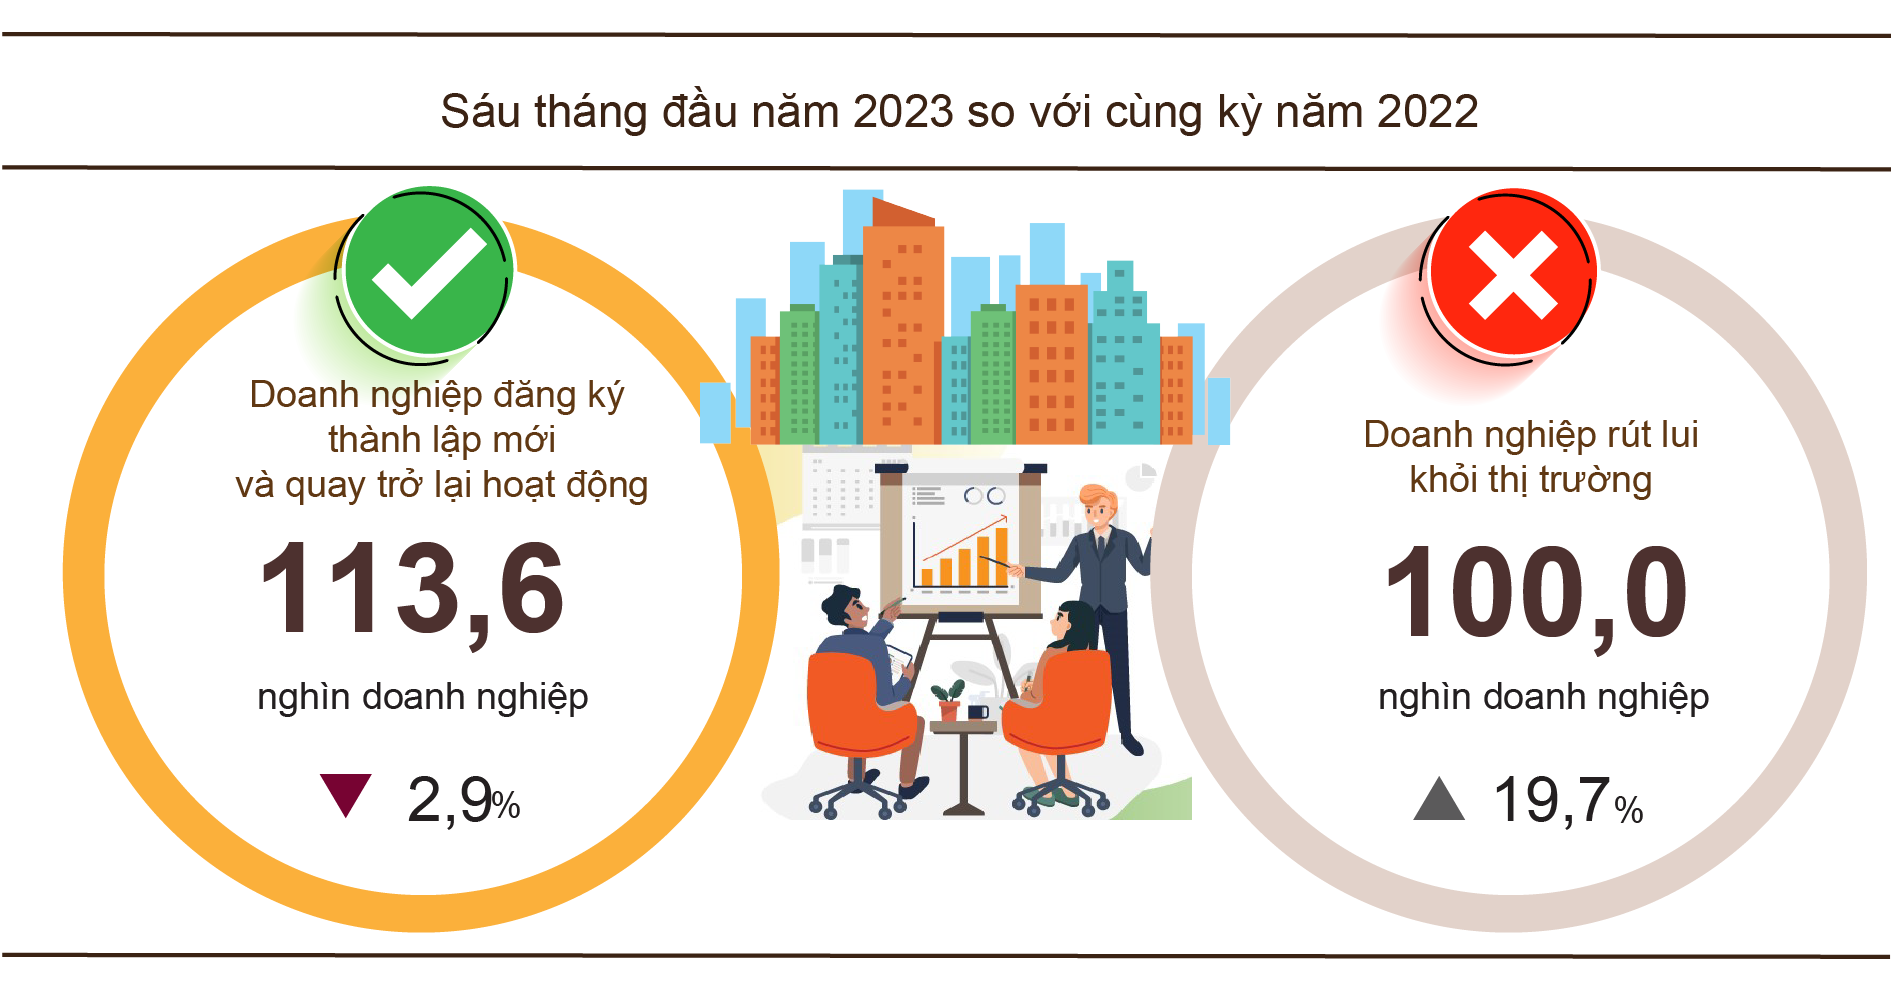 Sáu tháng đầu năm 2023 so với cùng kỳ năm 2022
Doanh nghiệp đăng ký
thành lập mới
và quay trở lại hoạt động
113,6
nghìn doanh nghiệp
2,9%
Doanh nghiệp rút lui
khỏi thị trường
100,0
nghìn doanh nghiệp
19,7%